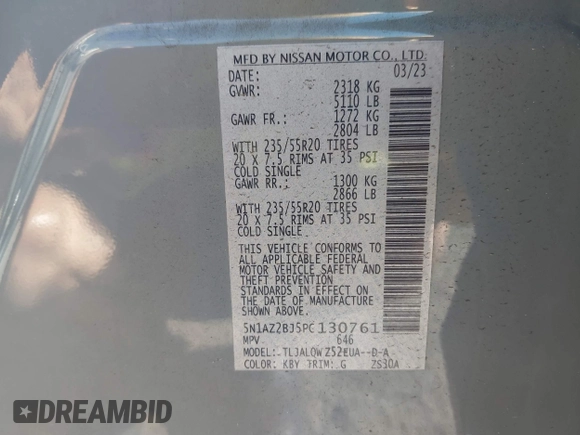 MFD BY NISSAN MOTOR CO., LTD.
DATE: 03/23
GVWR: 2318 KG
5110 LB
GAWR FR.: 1272 KG
2804 LB
WITH 235/55R20 TIRES
20 X 7.5 RIMS AT 35 PSI
COLD SINGLE
GAWR RR.: 1300 KG
2866 LB
WITH 235/55R20 TIRES
20 X 7.5 RIMS AT 35 PSI
COLD SINGLE
THIS VEHICLE CONFORMS TO
ALL APPLICABLE FEDERAL
MOTOR VEHICLE SAFETY AND
THEFT PREVENTION
STANDARDS IN EFFECT ON
THE DATE OF MANUFACTURE
SHOWN ABOVE.
5N1AZ2BJ5PC130761
MPV 646
MODEL: TLJALQWZ52EUA--D-A
COLOR: KBY TRIM: G ZS30A
DREAMBID
dreambid.com